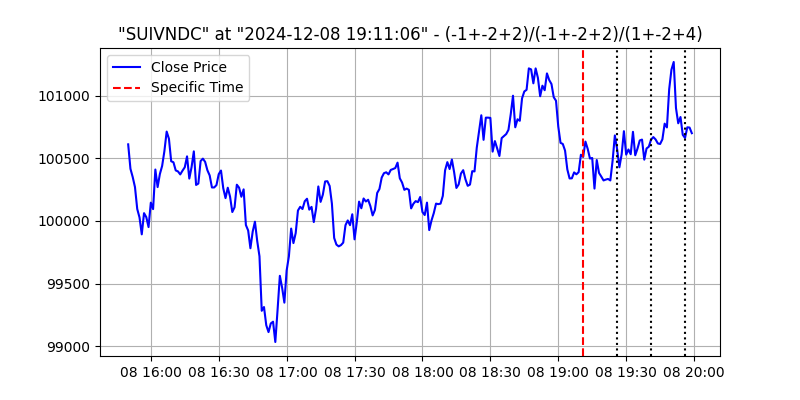 "SUIVNDC" at "2024-12-08 19:11:06" - (-1+-2+2)/(-1+-2+2)/(1+-2+4)
Close Price
Specific Time
101000
100500
100000
99500
99000
08 16:00 08 16:30 08 17:00 08 17:30 08 18:00 08 18:30 08 19:00 08 19:30 08 20:00